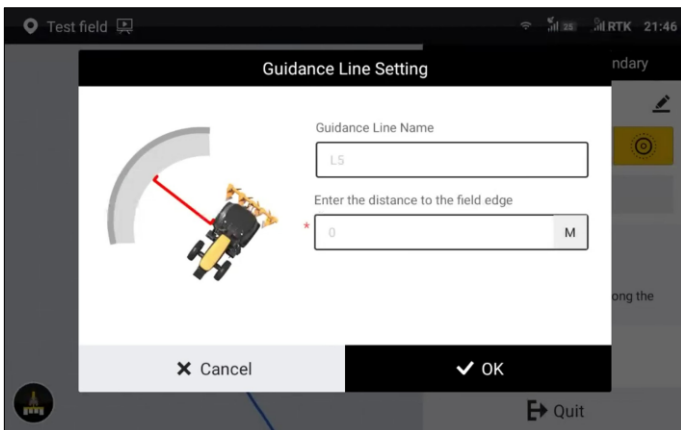 Test field
25
RTK 21:46
ndary
Guidance Line Setting
Guidance Line Name
L5
Enter the distance to the field edge
* 0 M
ong the
Cancel
OK
Quit